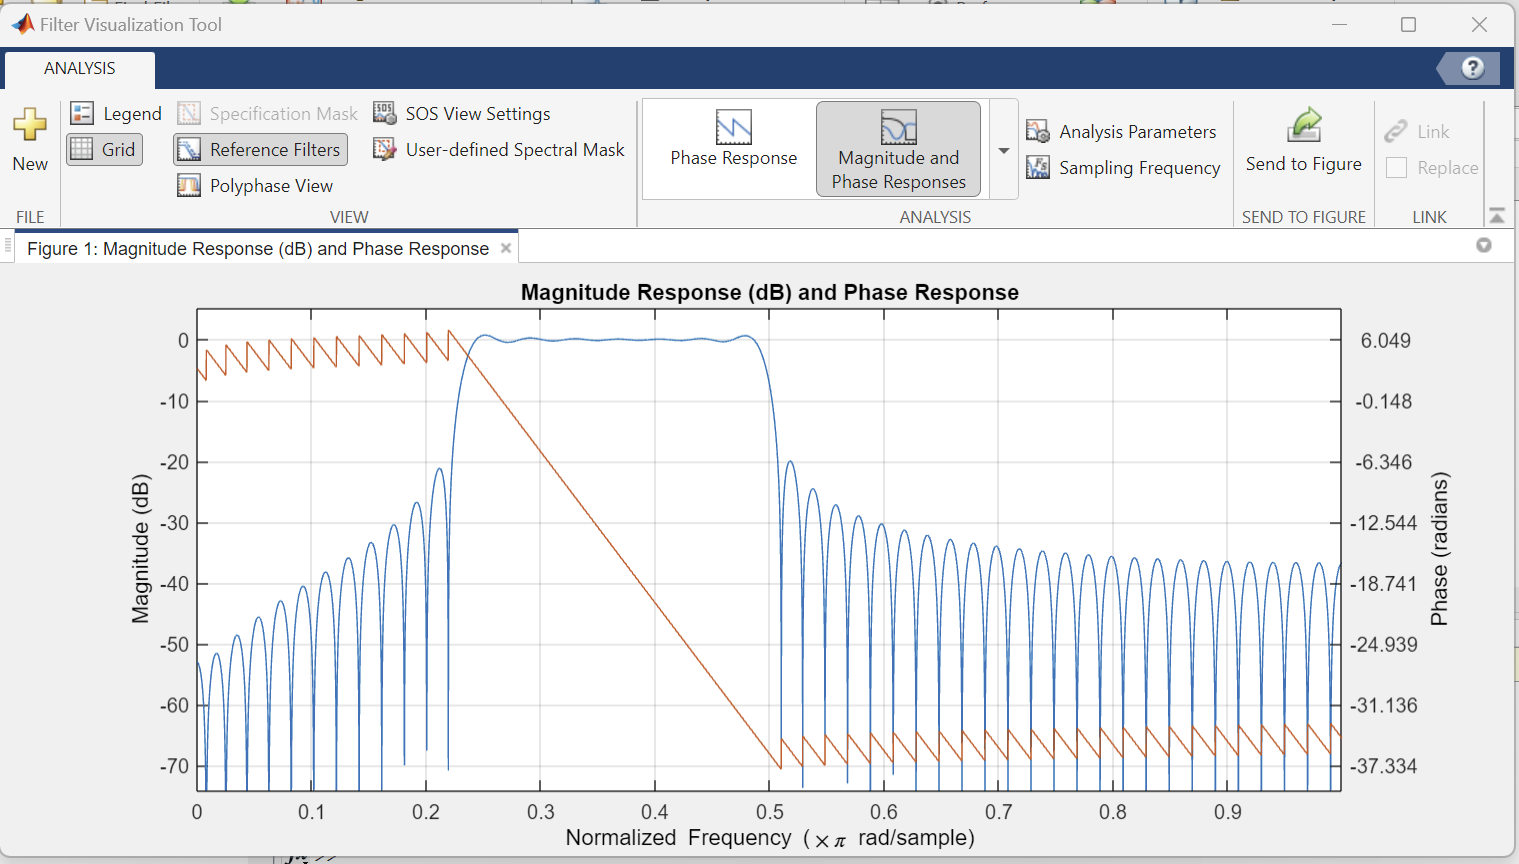 Filter Visualization Tool
ANALYSIS
?
New
Legend
Grid
Specification Mask
Reference Filters
Polyphase View
SOS View Settings
User-defined Spectral Mask
Phase Response
Magnitude and
Phase Responses
Analysis Parameters
Sampling Frequency
Send to Figure
Link
Replace
FILE
VIEW
ANALYSIS
SEND TO FIGURE
LINK
Figure 1: Magnitude Response (dB) and Phase Response
Magnitude Response (dB) and Phase Response
Magnitude (dB)
0
-10
-20
-30
-40
-50
-60
-70
6.049
-0.148
-6.346
-12.544
-18.741
-24.939
-31.136
-37.334
Phase (radians)
0 0.1 0.2 0.3 0.4 0.5 0.6 0.7 0.8 0.9
Normalized Frequency (×π rad/sample)